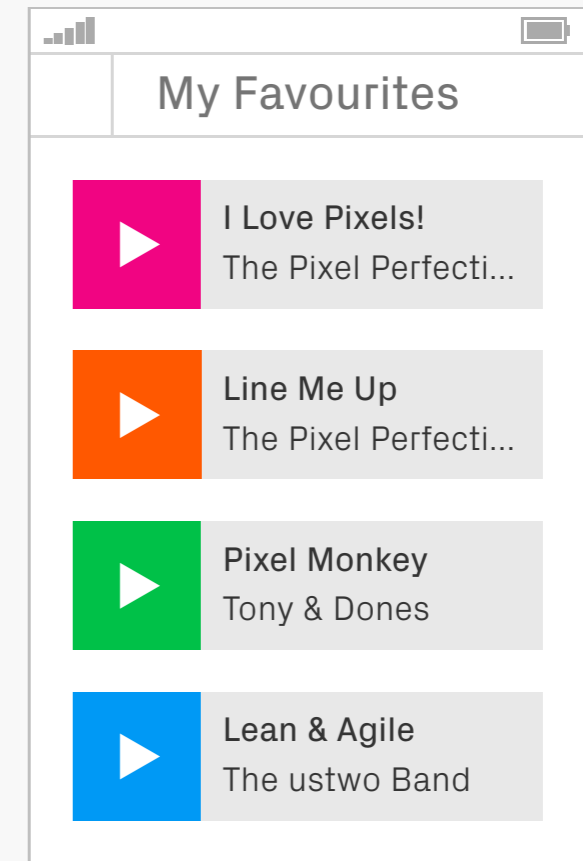 My Favourites
I Love Pixels!
The Pixel Perfecti...
Line Me Up
The Pixel Perfecti...
Pixel Monkey
Tony & Dones
Lean & Agile
The ustwo Band